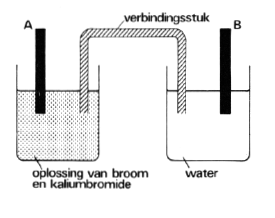 verbindingsstuk
A
B
oplossing van broom
en kaliumbromide
water